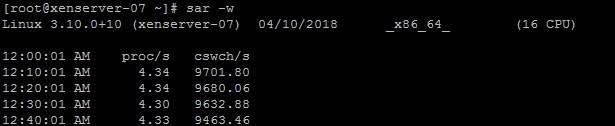 [root@xenserver-07 ~]# sar -w
Linux 3.10.0+10 (xenserver-07) 04/10/2018 _x86_64_ (16 CPU)
12:00:01 AM proc/s cswch/s
12:10:01 AM 4.34 9701.80
12:20:01 AM 4.34 9680.06
12:30:01 AM 4.30 9632.88
12:40:01 AM 4.33 9463.46